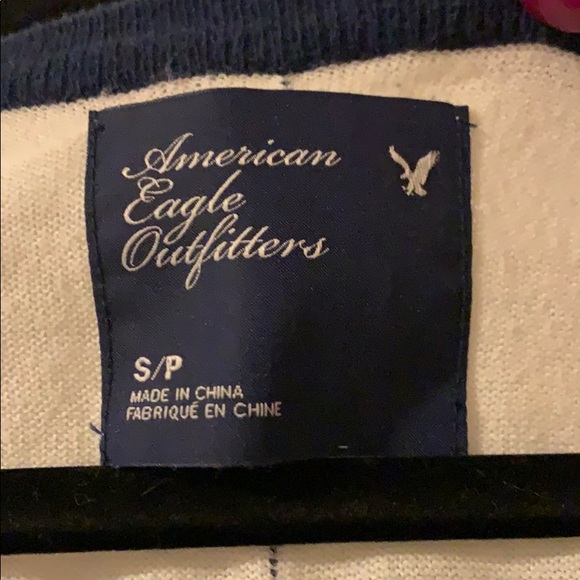 American
Eagle
Outfitters
S/P
MADE IN CHINA
FABRIQUÉ EN CHINE